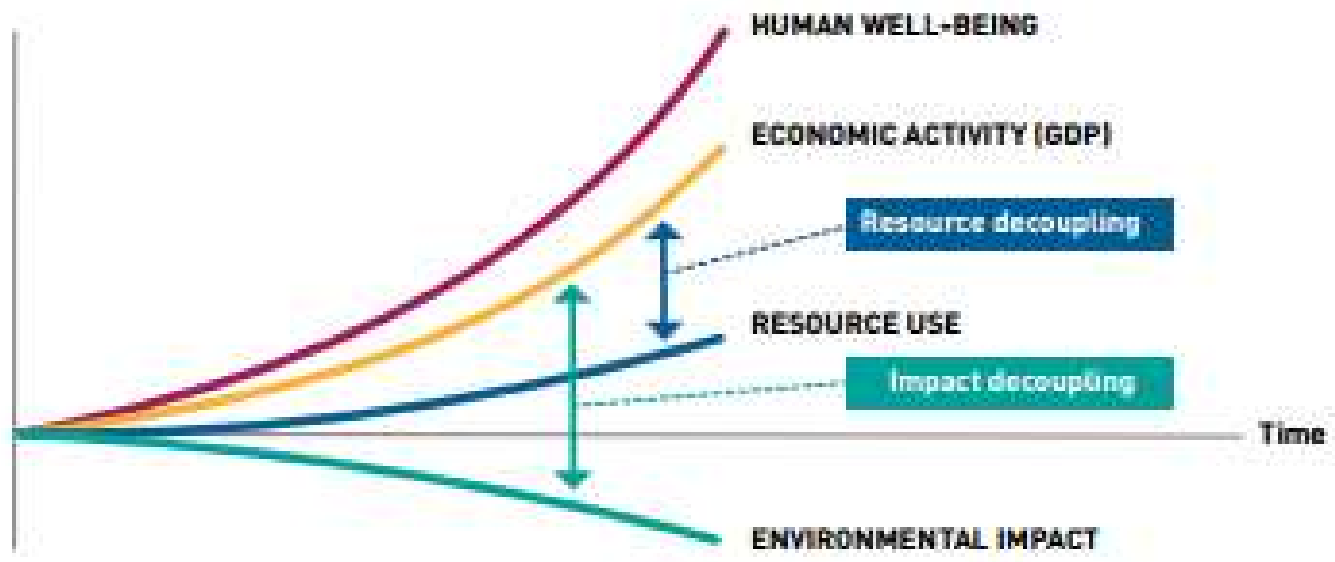 HUMAN WELL-BEING
ECONOMIC ACTIVITY (GDP)
Resource decoupling
RESOURCE USE
Impact decoupling
Time
ENVIRONMENTAL IMPACT